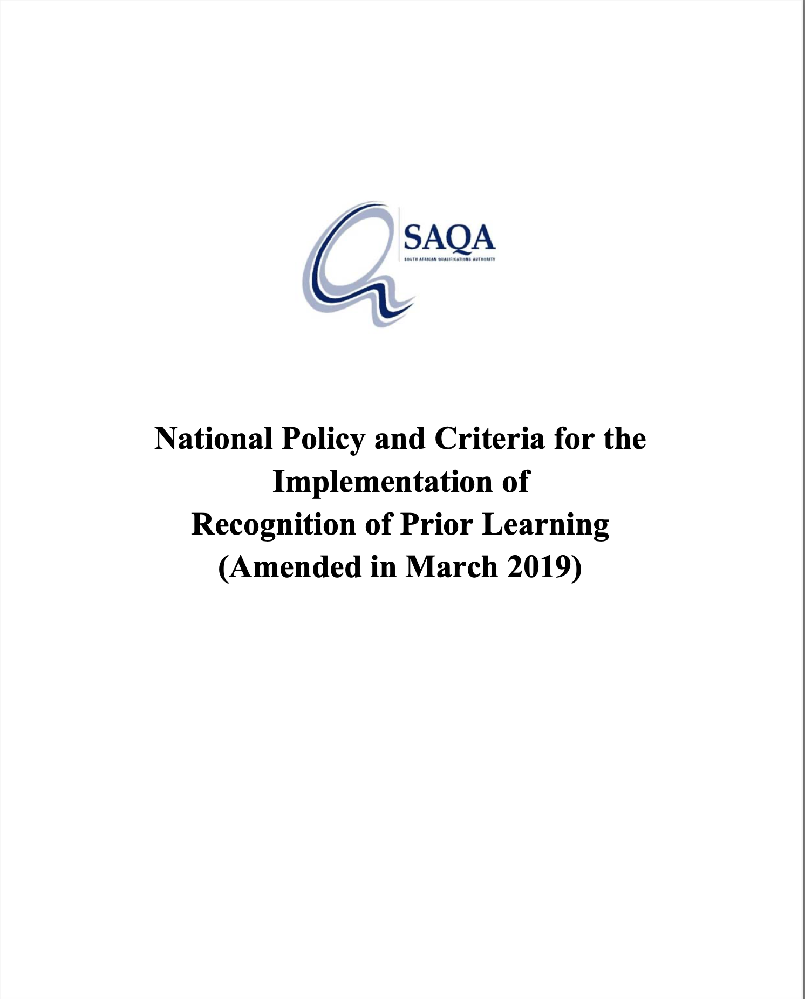 SAQA
SOUTH AFRICAN QUALIFICATIONS AUTHORITY
National Policy and Criteria for the
Implementation of
Recognition of Prior Learning
(Amended in March 2019)